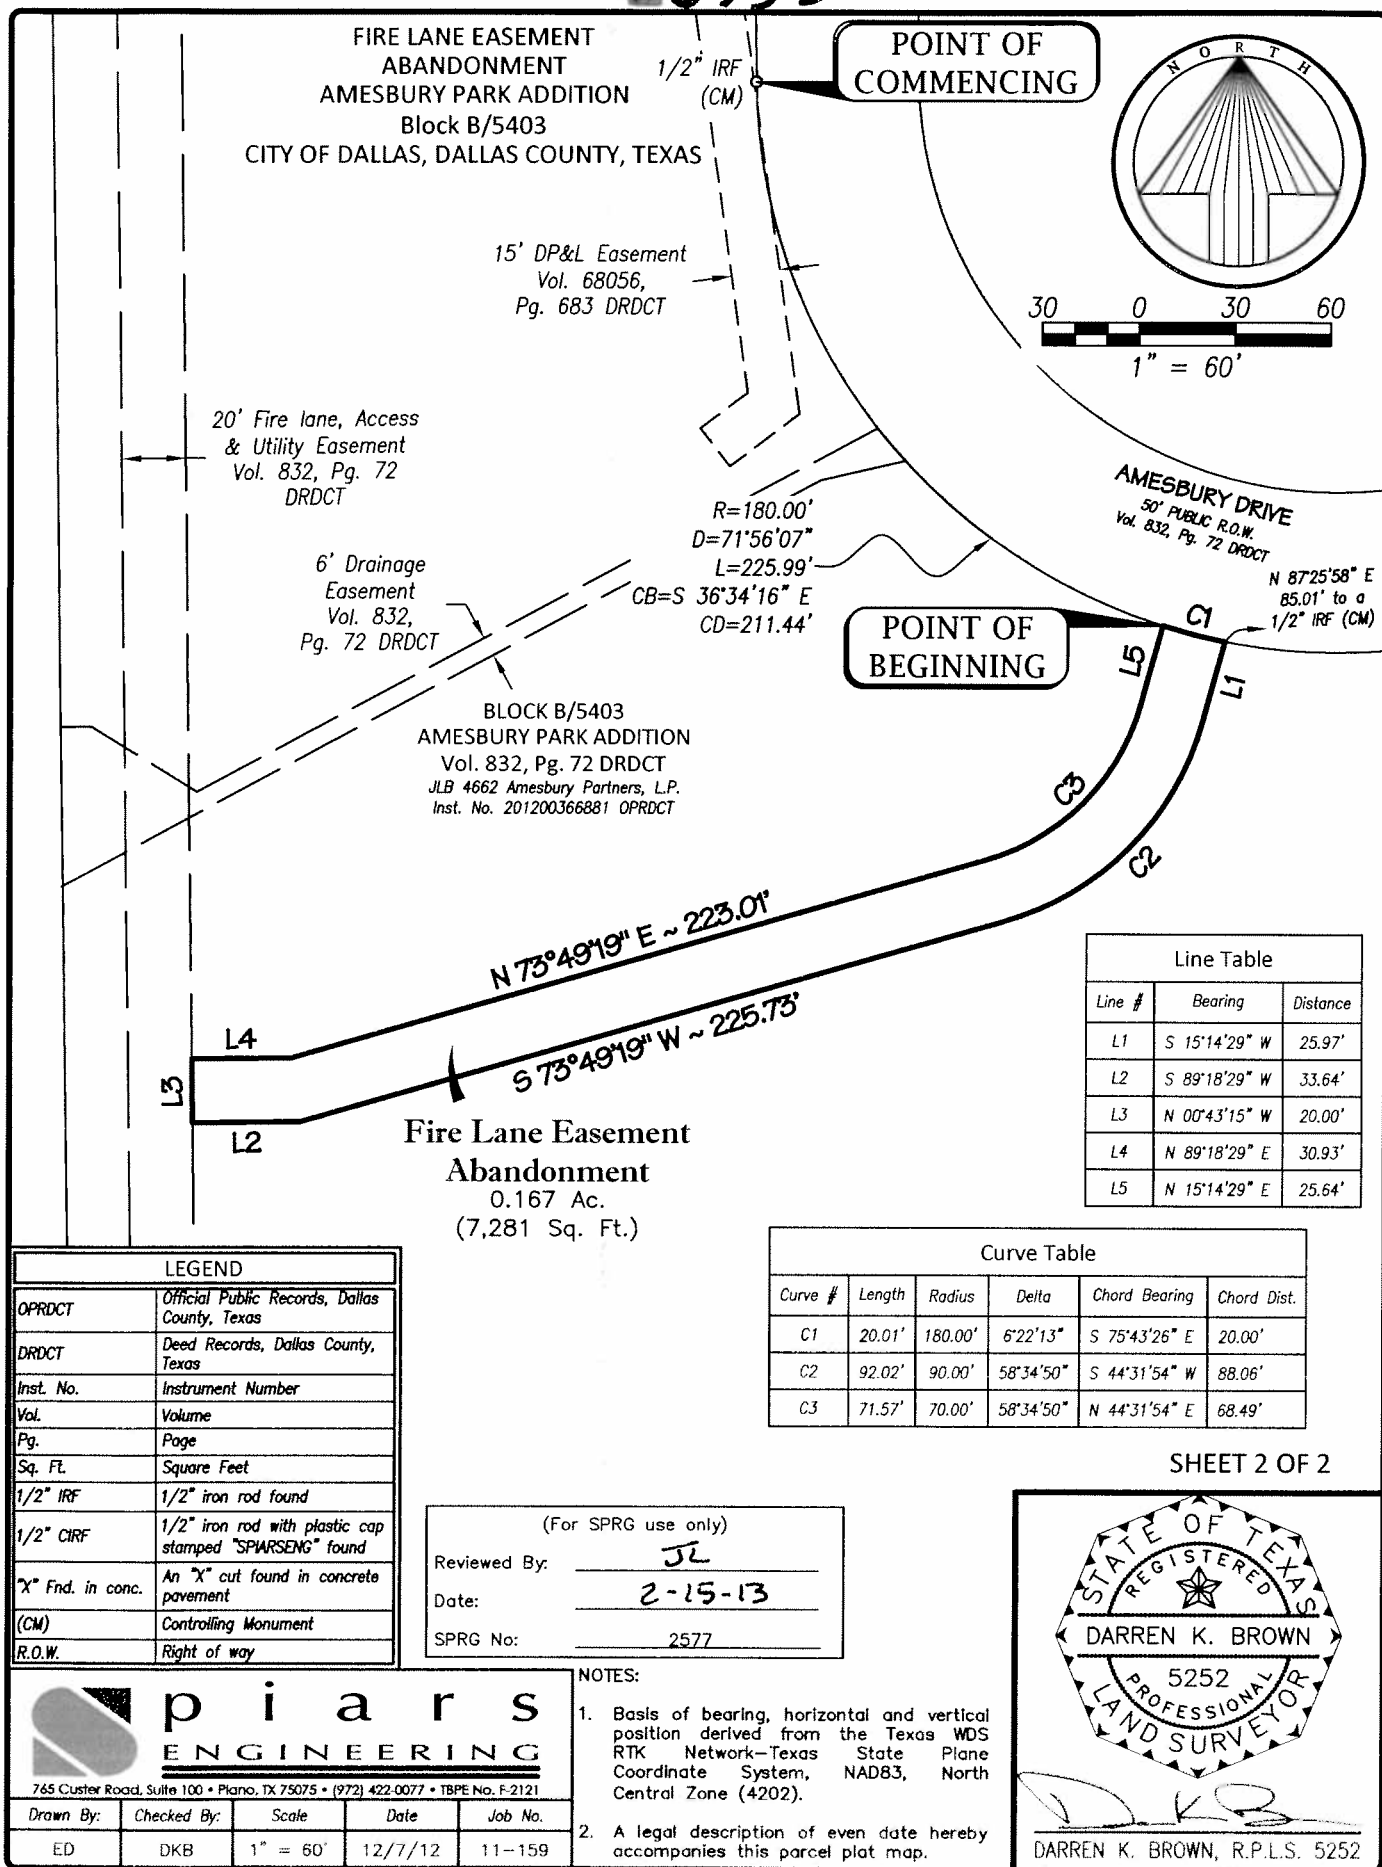 FIRE LANE EASEMENT
ABANDONMENT
AMESBURY PARK ADDITION
Block B/5403
CITY OF DALLAS, DALLAS COUNTY, TEXAS
1/2" IRF
(CM)
POINT OF
COMMENCING
NORTH
30 0 30 60
1" = 60'
15' DP&L Easement
Vol. 68056,
Pg. 683 DRDCT
20' Fire lane, Access
& Utility Easement
Vol. 832, Pg. 72
DRDCT
R=180.00'
D=71°56'07"
L=225.99'
CB=S 36°34'16" E
CD=211.44'
AMESBURY DRIVE
50' PUBLIC R.O.W.
Vol. 832, Pg. 72 DRDCT
N 87°25'58" E
85.01' to a
1/2" IRF (CM)
6' Drainage
Easement
Vol. 832,
Pg. 72 DRDCT
POINT OF
BEGINNING
C1
L5
L1
BLOCK B/5403
AMESBURY PARK ADDITION
Vol. 832, Pg. 72 DRDCT
JLB 4662 Amesbury Partners, L.P.
Inst. No. 201200366881 OPRDCT
C3
C2
N 73°49'19" E ~ 223.01'
S 73°49'19" W ~ 225.73'
L4
L3
L2
Fire Lane Easement
Abandonment
0.167 Ac.
(7,281 Sq. Ft.)
Line Table
Line # Bearing Distance
L1 S 15°14'29" W 25.97'
L2 S 89°18'29" W 33.64'
L3 N 00°43'15" W 20.00'
L4 N 89°18'29" E 30.93'
L5 N 15°14'29" E 25.64'
Curve Table
Curve # Length Radius Delta Chord Bearing Chord Dist.
C1 20.01' 180.00' 6°22'13" S 75°43'26" E 20.00'
C2 92.02' 90.00' 58°34'50" S 44°31'54" W 88.06'
C3 71.57' 70.00' 58°34'50" N 44°31'54" E 68.49'
LEGEND
OPRDCT Official Public Records, Dallas
County, Texas
DRDCT Deed Records, Dallas County,
Texas
Inst. No. Instrument Number
Vol. Volume
Pg. Page
Sq. Ft. Square Feet
1/2" IRF 1/2" iron rod found
1/2" CIRF 1/2" iron rod with plastic cap
stamped "SPIARSENG" found
"X" Fnd. in conc. An "X" cut found in concrete
pavement
(CM) Controlling Monument
R.O.W. Right of way
SHEET 2 OF 2
(For SPRG use only)
Reviewed By: JL
Date: 2-15-13
SPRG No: 2577
STATE OF TEXAS
REGISTERED
DARREN K. BROWN
5252
PROFESSIONAL
LAND SURVEYOR
DARREN K. BROWN, R.P.L.S. 5252
NOTES:
1. Basis of bearing, horizontal and vertical
position derived from the Texas WDS
RTK Network-Texas State Plane
Coordinate System, NAD83, North
Central Zone (4202).
2. A legal description of even date hereby
accompanies this parcel plat map.
piars
ENGINEERING
765 Custer Road, Suite 100 • Plano, TX 75075 • (972) 422-0077 • TBPE No. F-2121
Drawn By: Checked By: Scale Date Job No.
ED DKB 1" = 60' 12/7/12 11-159